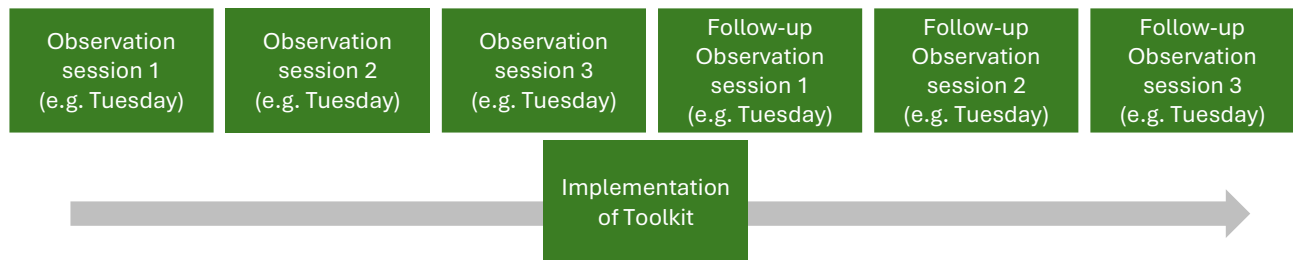 Observation
session 1
(e.g. Tuesday)
Observation
session 2
(e.g. Tuesday)
Observation
session 3
(e.g. Tuesday)
Follow-up
Observation
session 1
(e.g. Tuesday)
Follow-up
Observation
session 2
(e.g. Tuesday)
Follow-up
Observation
session 3
(e.g. Tuesday)
Implementation
of Toolkit